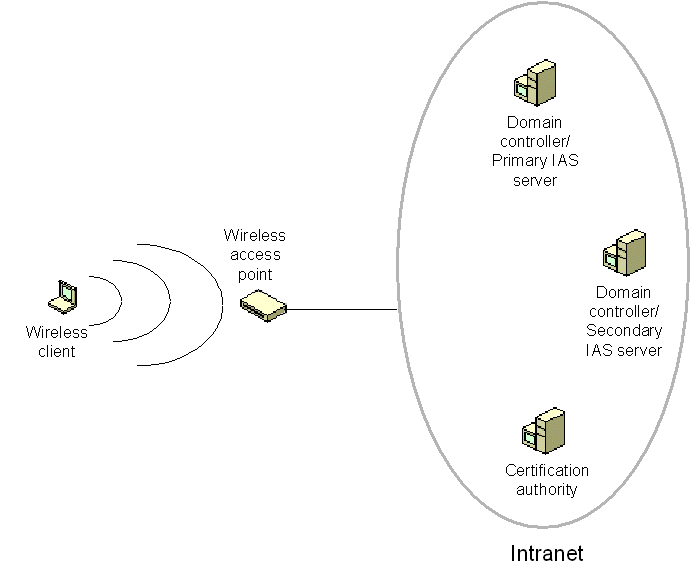 Domain
controller/
Primary IAS
server
Wireless
access
point
Domain
controller/
Secondary
IAS server
Wireless
client
Certification
authority
Intranet